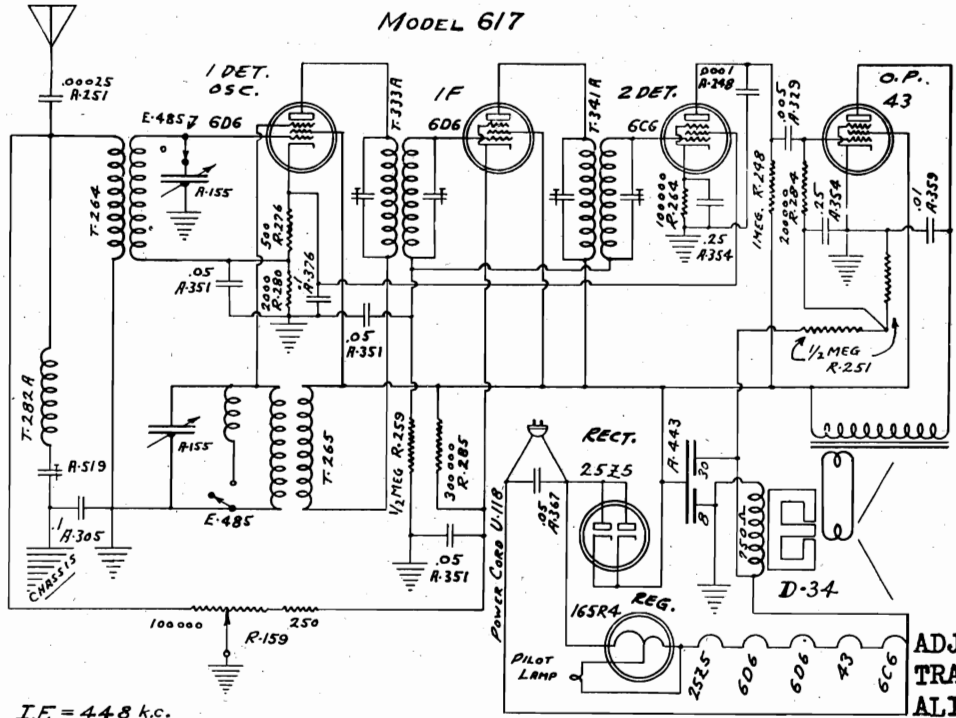 MODEL 617
.00025
A-251
1 DET.
OSC.
E-485
6D6
A-155
T-264
T-333A
1F
6D6
T-341A
2 DET.
6C6
.0001
A-248
.005
A-329
O.P.
43
500
R-276
2000
R-280
.1
A-376
.05
A-351
.05
A-351
100000
R-264
.25
A-354
1 MEG. R-248
200000
R-284
.25
A-354
.01
A-359
1/2 MEG
R-251
T-282A
A-519
.1
A-305
CHASSIS
A-155
E-485
T-265
1/2 MEG R-259
300000
R-285
.05
A-351
POWER CORD U-118
.05
A-367
RECT.
25Z5
A-443
30
8
750Ω
D-34
100000
250
R-159
165R4
REG.
PILOT
LAMP
25Z5
6D6
6D6
43
6C6
ADJ
TRA
ALI
I.F. = 448 k.c.